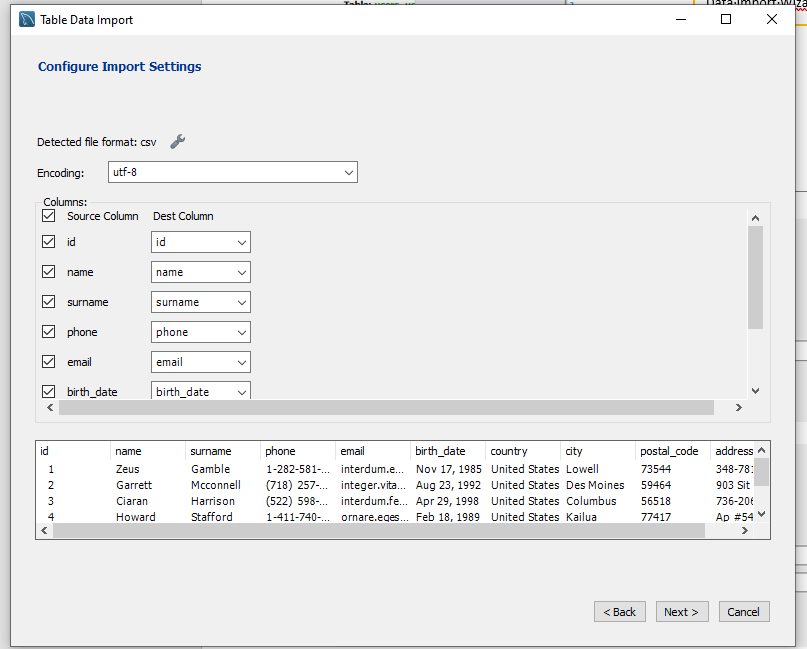 Table Data Import
Configure Import Settings
Detected file format: csv
Encoding: utf-8
Columns:
Source Column Dest Column
id id
name name
surname surname
phone phone
email email
birth_date birth_date
id name surname phone email birth_date country city postal_code address
1 Zeus Gamble 1-282-581-... interdum.e... Nov 17, 1985 United States Lowell 73544 348-781
2 Garrett Mcconnell (718) 257-... integer.vita... Aug 23, 1992 United States Des Moines 59464 903 Sit
3 Ciaran Harrison (522) 598-... interdum.fe... Apr 29, 1998 United States Columbus 56518 736-206
4 Howard Stafford 1-411-740-... ornare.eges... Feb 18, 1989 United States Kailua 77417 Ap #54
< Back Next > Cancel